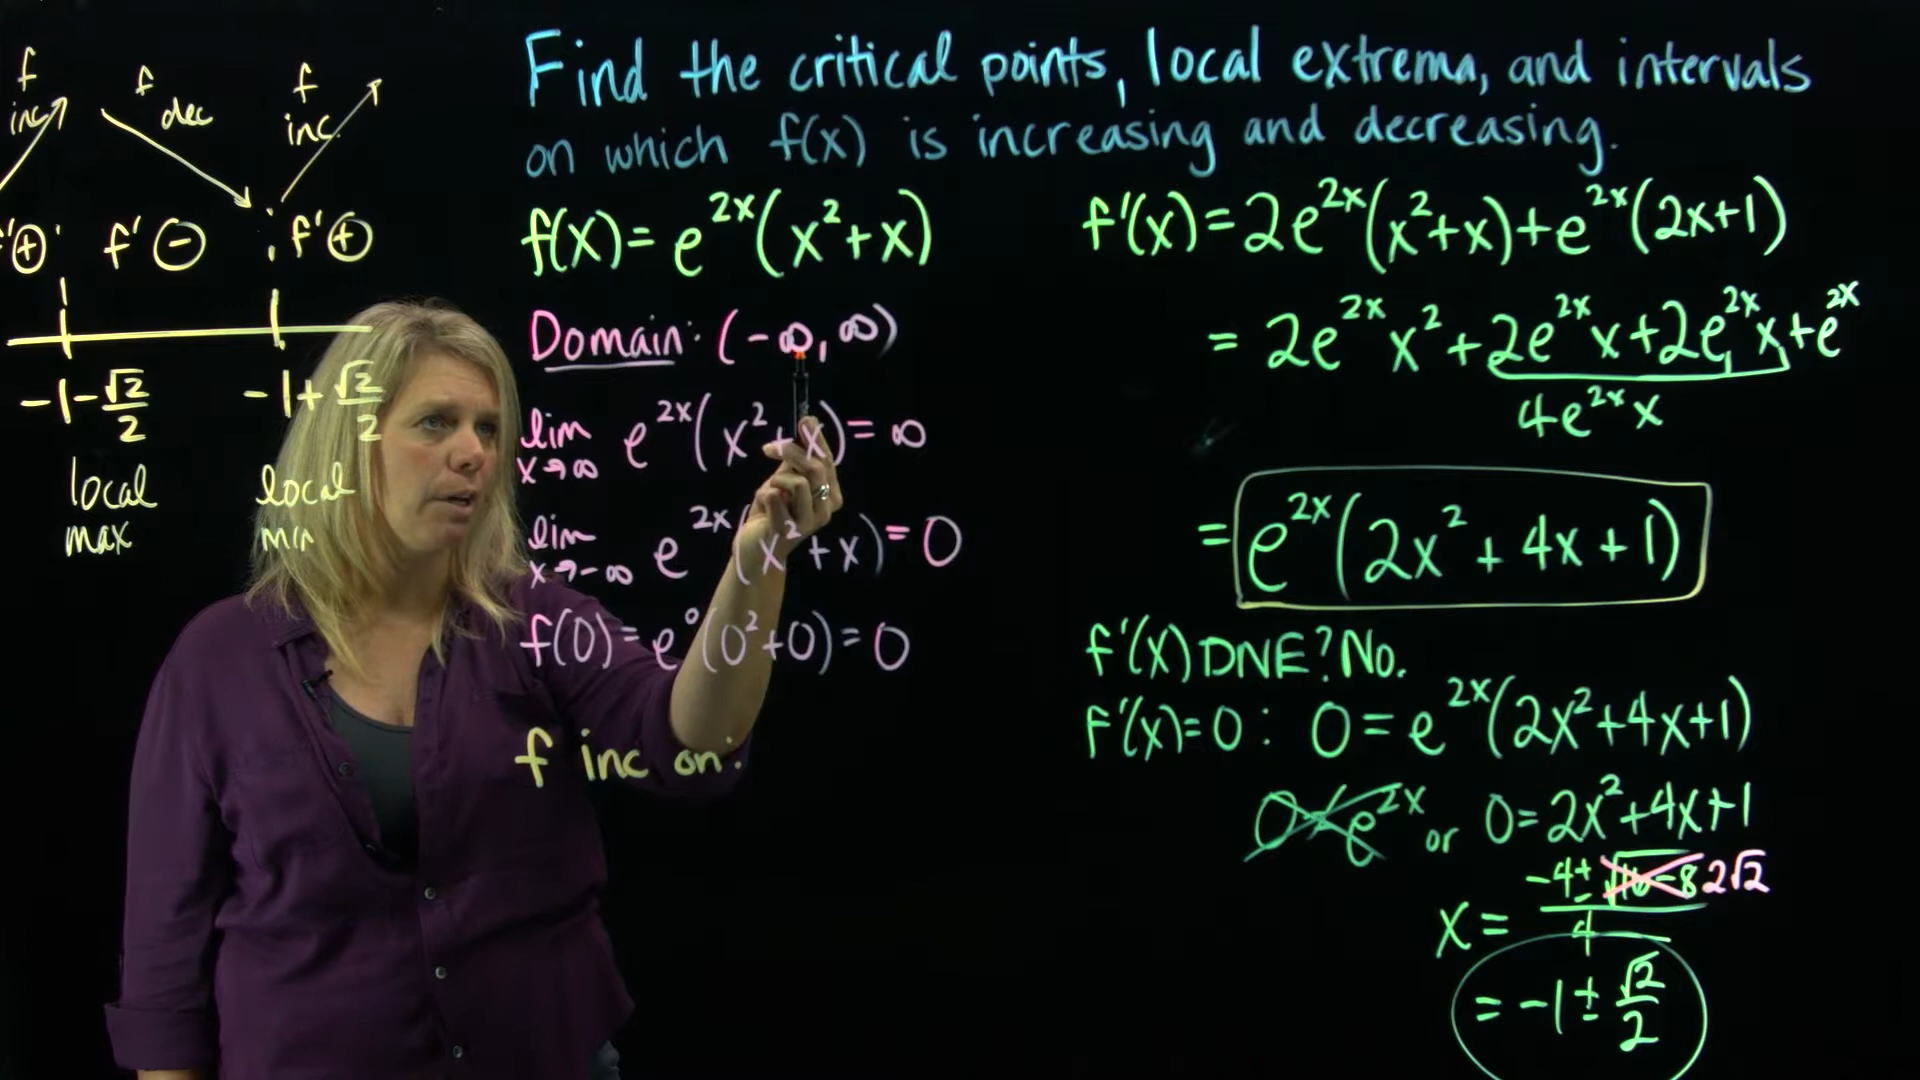 Find the critical points, local extrema, and intervals
on which f(x) is increasing and decreasing.
f inc
f dec
f inc.
f' ⊕
f' ⊖
f' ⊕
-1-√2/2
-1+√2/2
local max
local min
f(x) = e^{2x}(x²+x)
Domain: (-∞, ∞)
lim x→∞ e^{2x}(x²+x) = ∞
lim x→-∞ e^{2x}(x²+x) = 0
f(0) = e⁰(0²+0) = 0
f inc on:
f'(x) = 2e^{2x}(x²+x)+e^{2x}(2x+1)
= 2e^{2x}x² + 2e^{2x}x + 2e^{2x}x + e^{2x}
4e^{2x}x
= e^{2x}(2x² + 4x + 1)
f'(x) DNE? No.
f'(x)=0: 0 = e^{2x}(2x²+4x+1)
0 = e^{2x} or 0=2x²+4x+1
x = (-4±√16-8 2√2)/4
= -1 ± √2/2